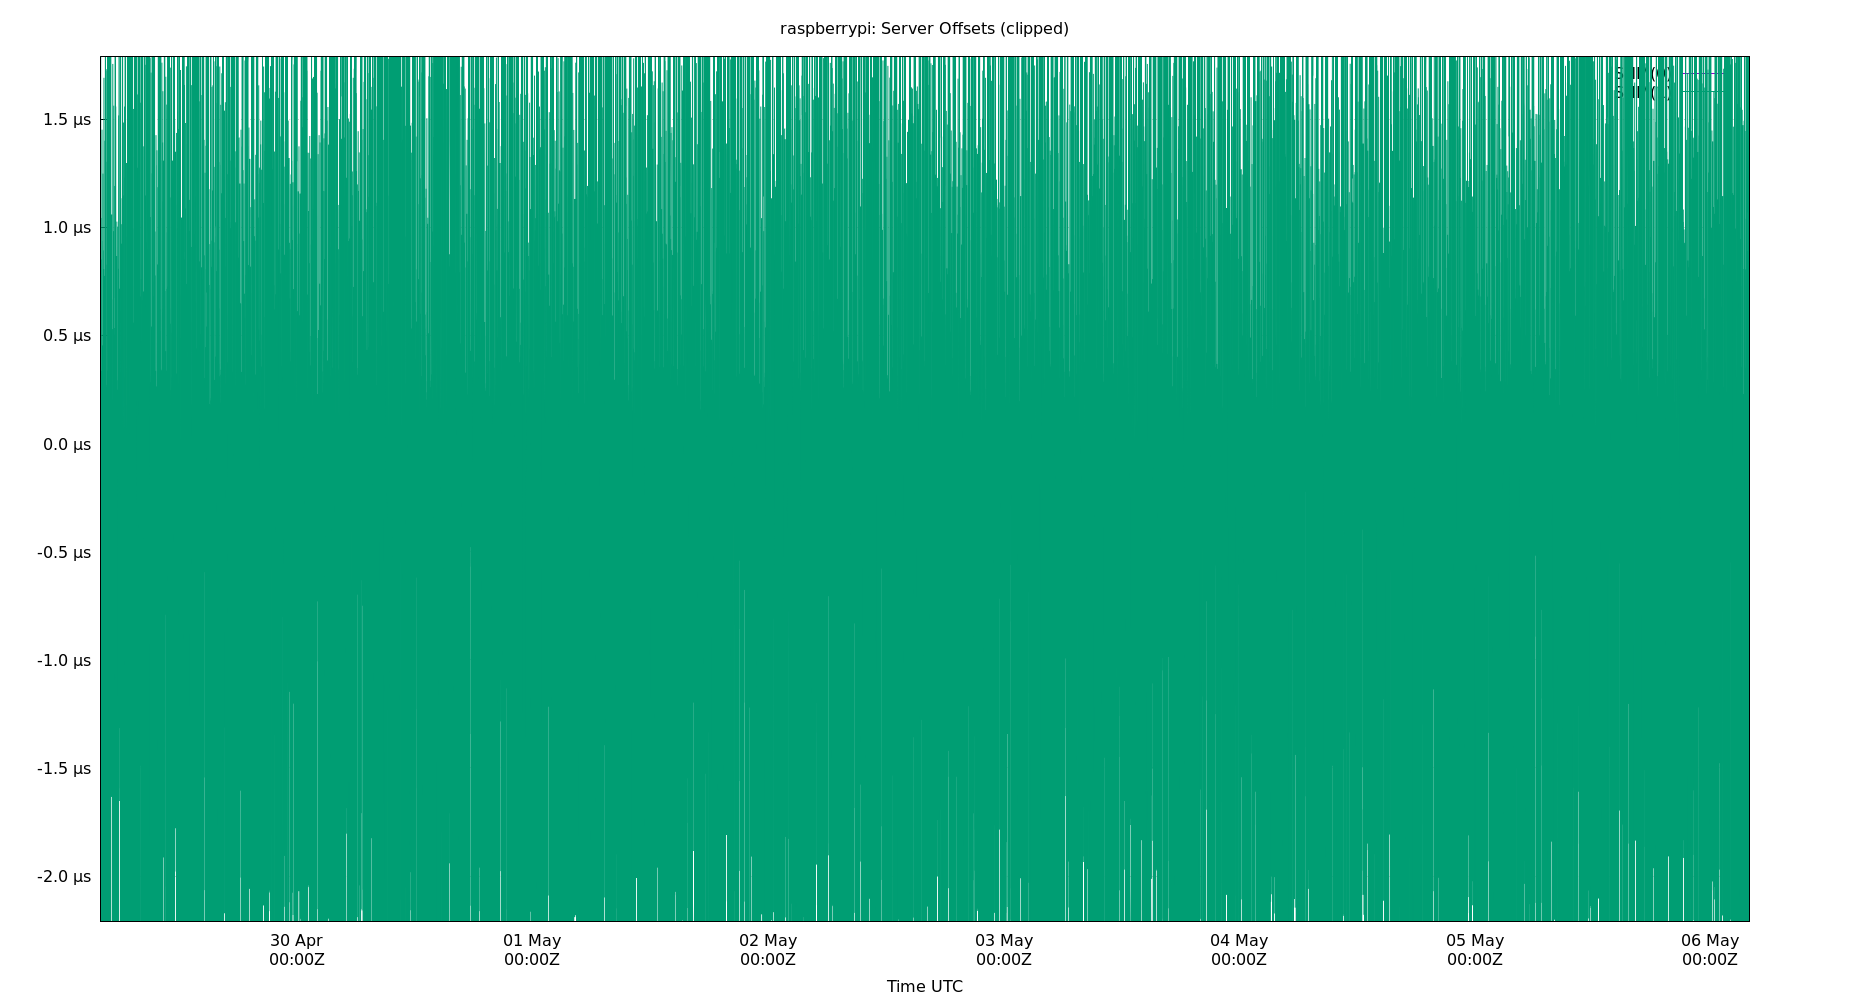 raspberrypi: Server Offsets (clipped)
1.5 µs
1.0 µs
0.5 µs
0.0 µs
-0.5 µs
-1.0 µs
-1.5 µs
-2.0 µs
30 Apr 01 May 02 May 03 May 04 May 05 May 06 May
00:00Z 00:00Z 00:00Z 00:00Z 00:00Z 00:00Z 00:00Z
Time UTC